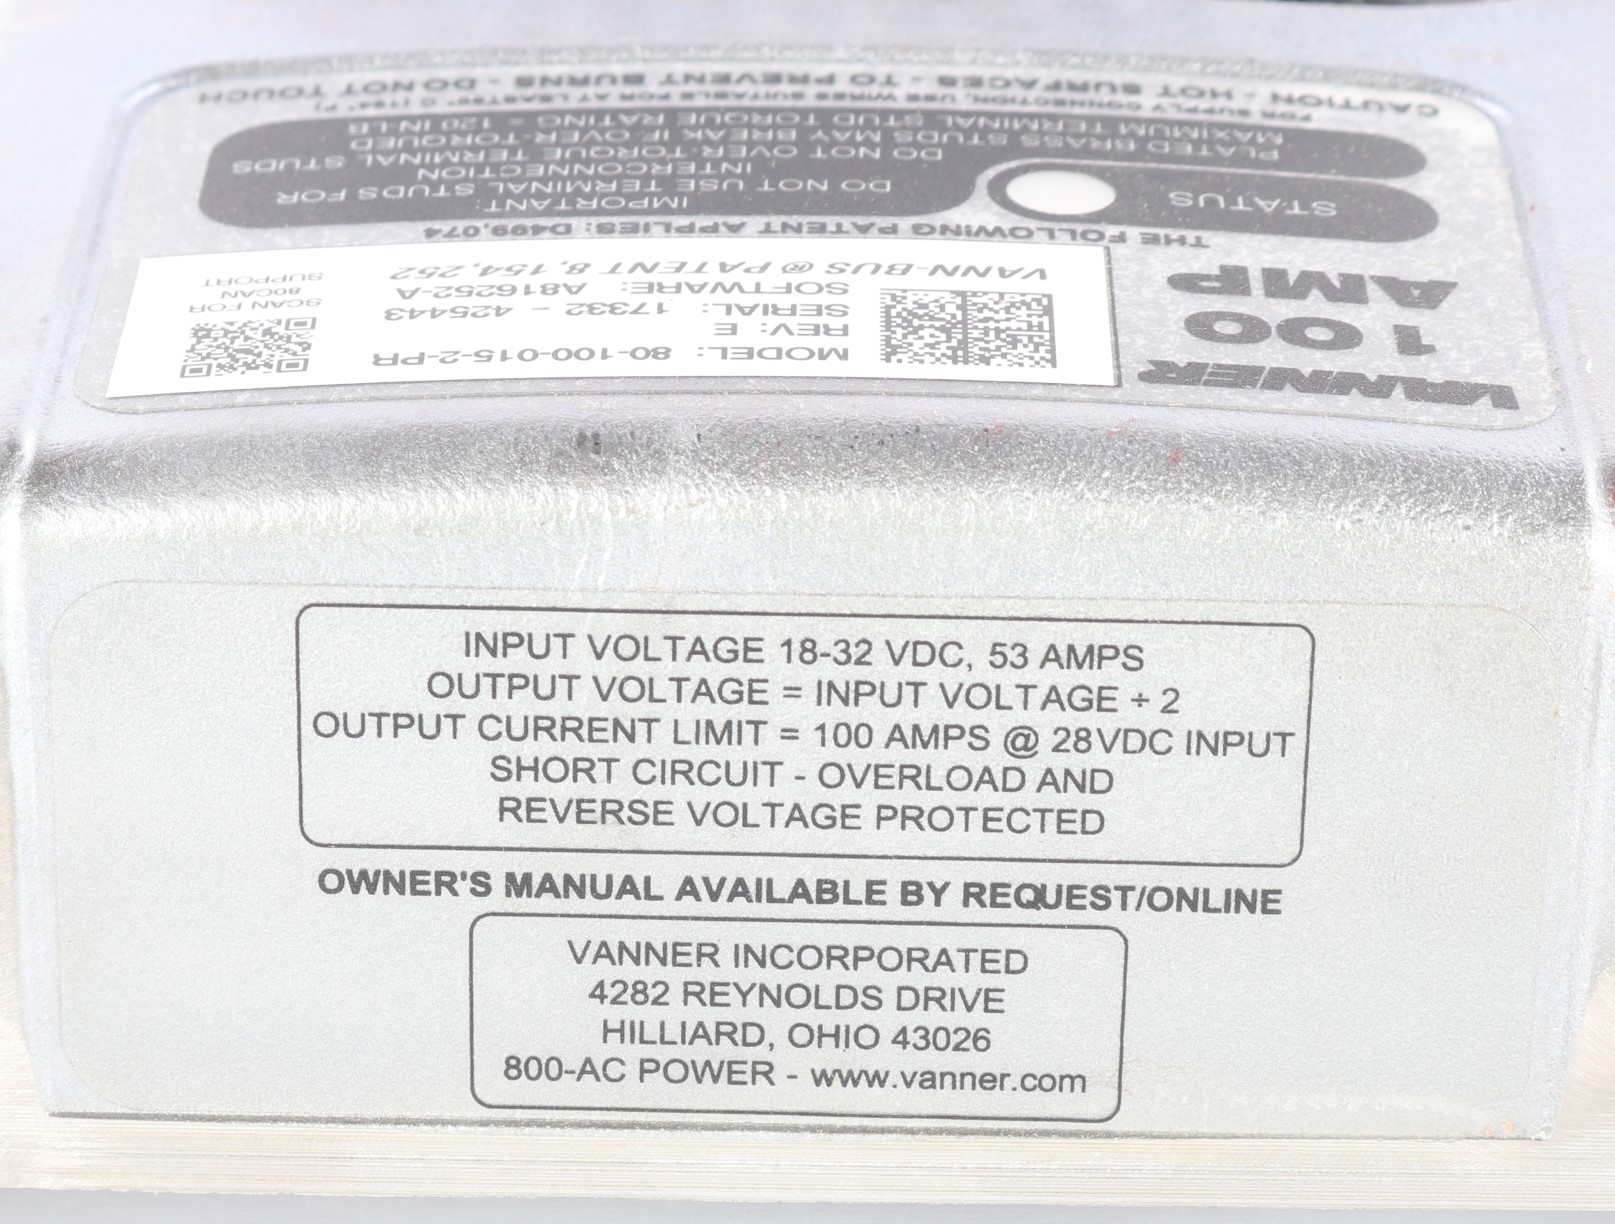 VANNER
100
AMP
MODEL: 80-100-015-2-PR
REV: E
SERIAL: 17332 - 425443
SOFTWARE: A816252-A
VANN-BUS ® PATENT 8,154,252
SCAN FOR
80CAN
SUPPORT
THE FOLLOWING PATENT APPLIES: D499,074
STATUS
IMPORTANT:
DO NOT USE TERMINAL STUDS FOR
INTERCONNECTION
DO NOT OVER-TORQUE TERMINAL STUDS
PLATED BRASS STUDS MAY BREAK IF OVER-TORQUED
MAXIMUM TERMINAL STUD TORQUE RATING = 120 IN.LB
FOR SUPPLY CONNECTION, USE WIRES SUITABLE FOR AT LEAST 90° C (194° F)
CAUTION - HOT SURFACES - TO PREVENT BURNS - DO NOT TOUCH
INPUT VOLTAGE 18-32 VDC, 53 AMPS
OUTPUT VOLTAGE = INPUT VOLTAGE ÷ 2
OUTPUT CURRENT LIMIT = 100 AMPS @ 28VDC INPUT
SHORT CIRCUIT - OVERLOAD AND
REVERSE VOLTAGE PROTECTED
OWNER'S MANUAL AVAILABLE BY REQUEST/ONLINE
VANNER INCORPORATED
4282 REYNOLDS DRIVE
HILLIARD, OHIO 43026
800-AC POWER - www.vanner.com